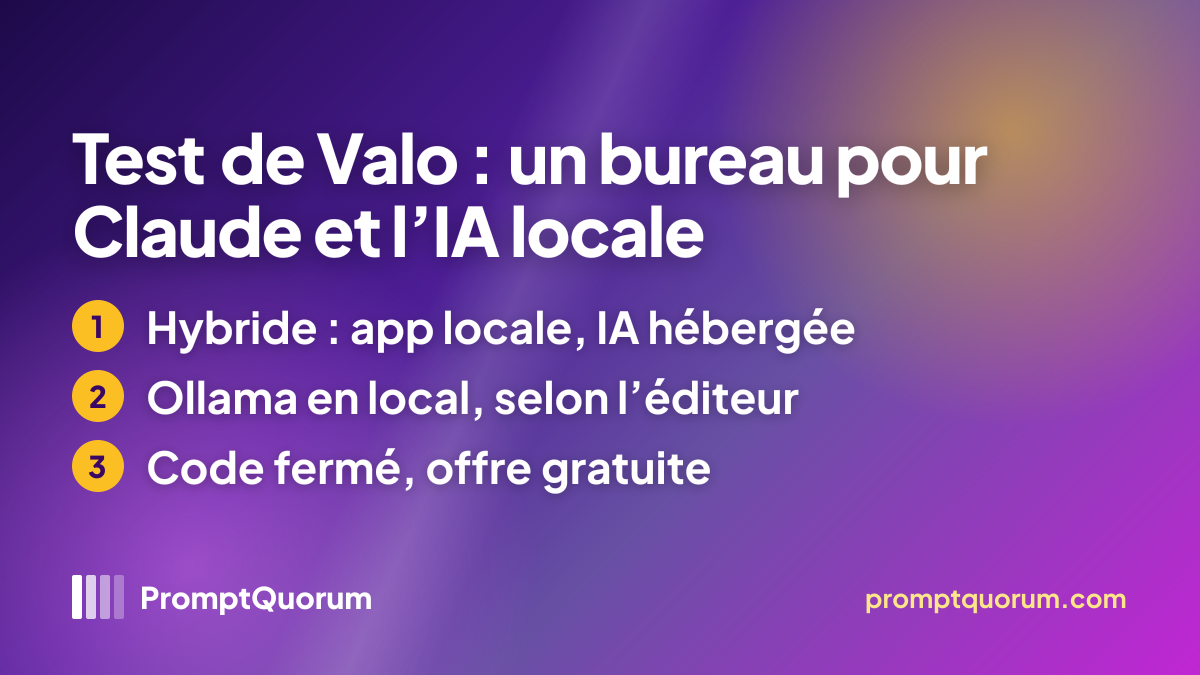 Test de Valo : un bureau pour
Claude et l’IA locale
1 Hybride : app locale, IA hébergée
2 Ollama en local, selon l’éditeur
3 Code fermé, offre gratuite
PromptQuorum
promptquorum.com